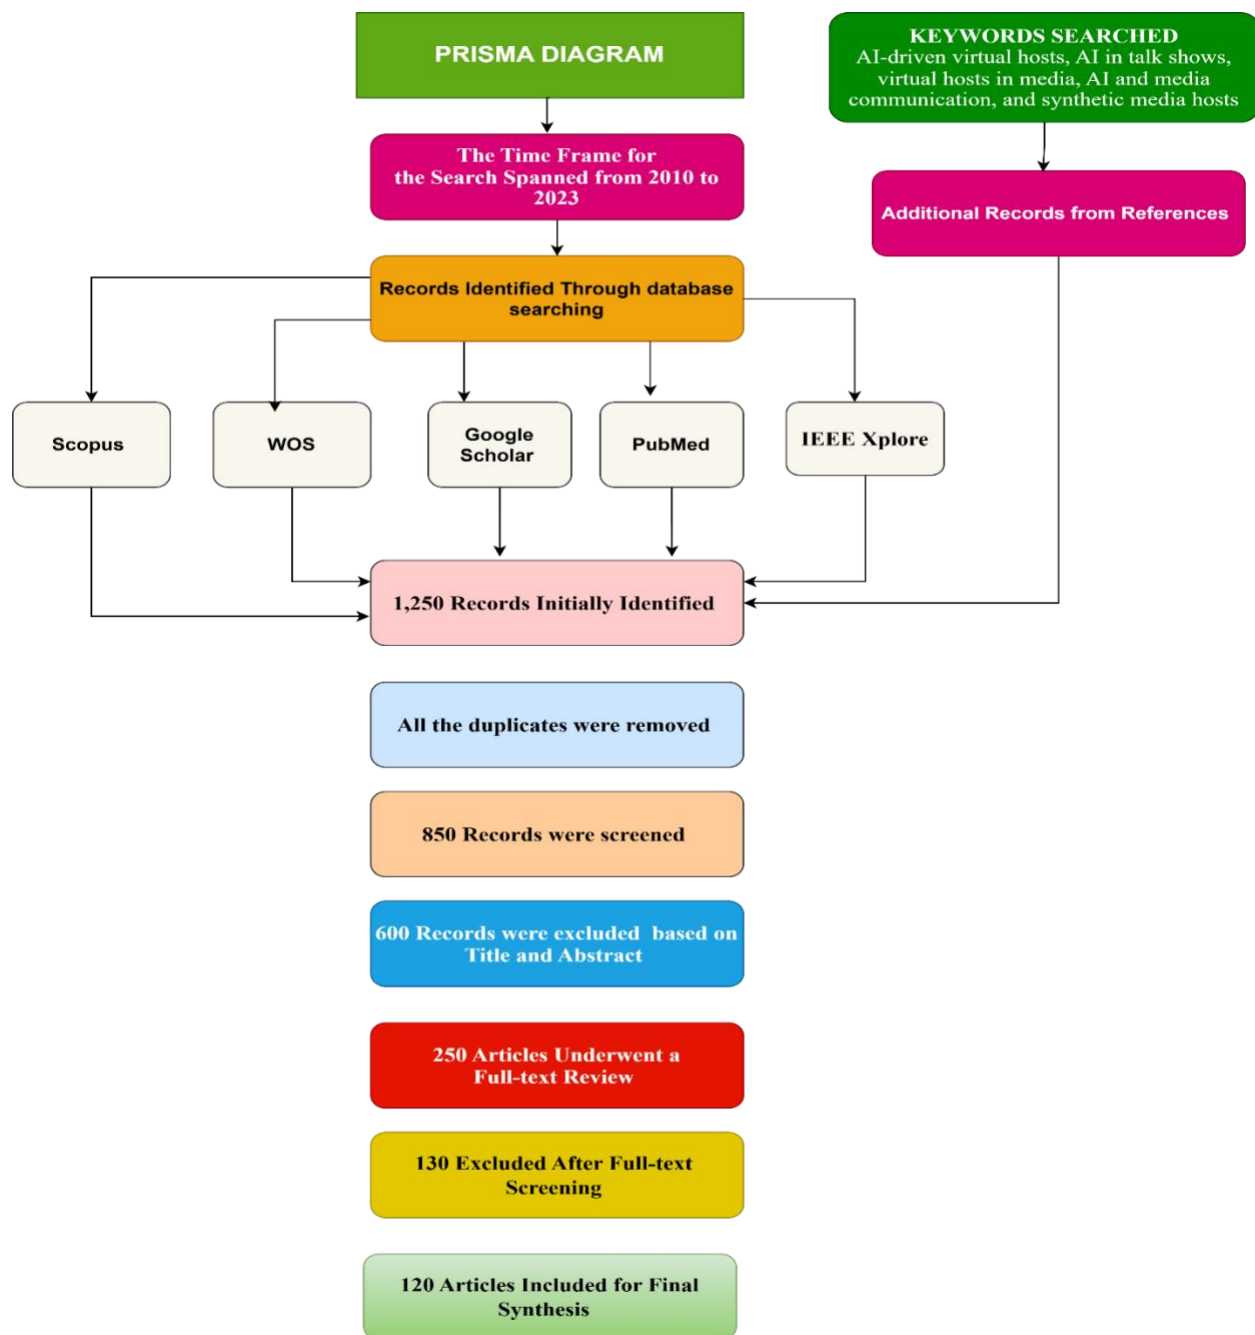 PRISMA DIAGRAM
KEYWORDS SEARCHED
AI-driven virtual hosts, AI in talk shows,
virtual hosts in media, AI and media
communication, and synthetic media hosts
The Time Frame for
the Search Spanned from 2010 to
2023
Additional Records from References
Records Identified Through database
searching
Scopus
WOS
Google
Scholar
PubMed
IEEE Xplore
1,250 Records Initially Identified
All the duplicates were removed
850 Records were screened
600 Records were excluded based on
Title and Abstract
250 Articles Underwent a
Full-text Review
130 Excluded After Full-text
Screening
120 Articles Included for Final
Synthesis